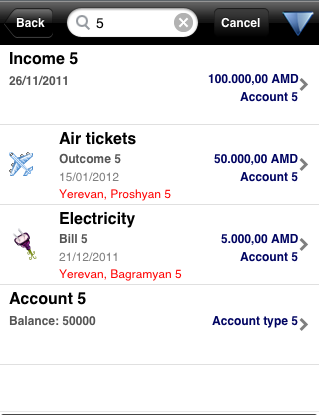 Back 5 Cancel
Income 5
26/11/2011 100.000,00 AMD
Account 5
Air tickets
Outcome 5 50.000,00 AMD
15/01/2012 Account 5
Yerevan, Proshyan 5
Electricity
Bill 5 5.000,00 AMD
21/12/2011 Account 5
Yerevan, Bagramyan 5
Account 5
Balance: 50000 Account type 5